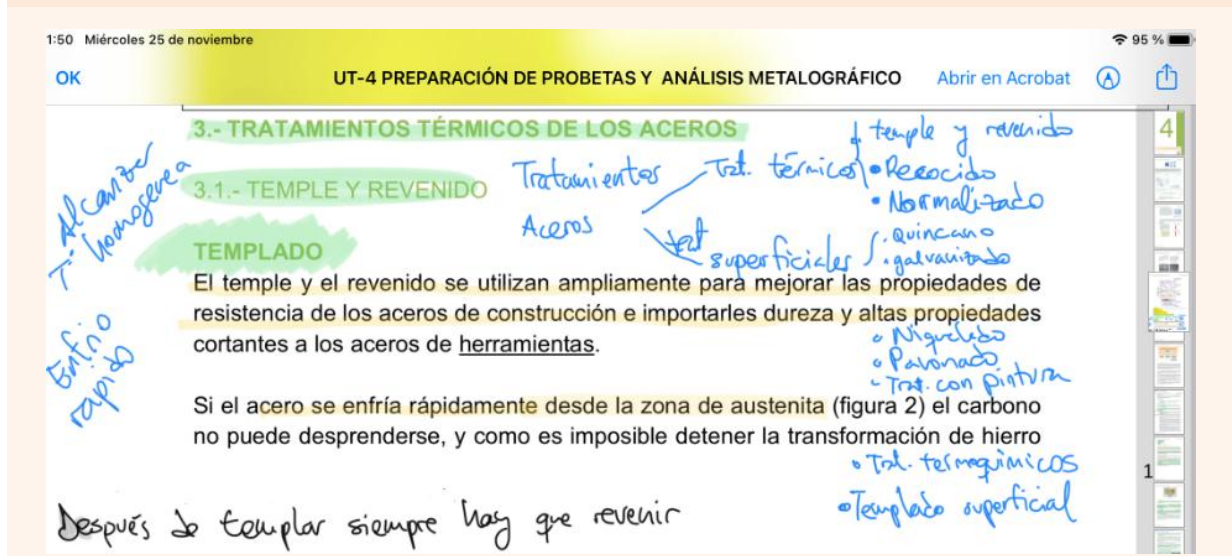 1:50 Miércoles 25 de noviembre
95 %
OK
UT-4 PREPARACIÓN DE PROBETAS Y ANÁLISIS METALOGRÁFICO
Abrir en Acrobat
3.- TRATAMIENTOS TÉRMICOS DE LOS ACEROS
3.1.- TEMPLE Y REVENIDO
TEMPLADO
El temple y el revenido se utilizan ampliamente para mejorar las propiedades de
resistencia de los aceros de construcción e importarles dureza y altas propiedades
cortantes a los aceros de herramientas.
Si el acero se enfría rápidamente desde la zona de austenita (figura 2) el carbono
no puede desprenderse, y como es imposible detener la transformación de hierro
Alcanzar
Tª homogenea
Enfrio
rapido
Tratamientos
Aceros
Trat. térmicos
temple y revenido
• Recocido
• Normalizado
trat
superficiales
galvanizado
• Niquelado
• Pavonado
- Trat. con pintura
• Trat. termoquimicos
• Templado superficial
Después de templar siempre hay que revenir
4
1